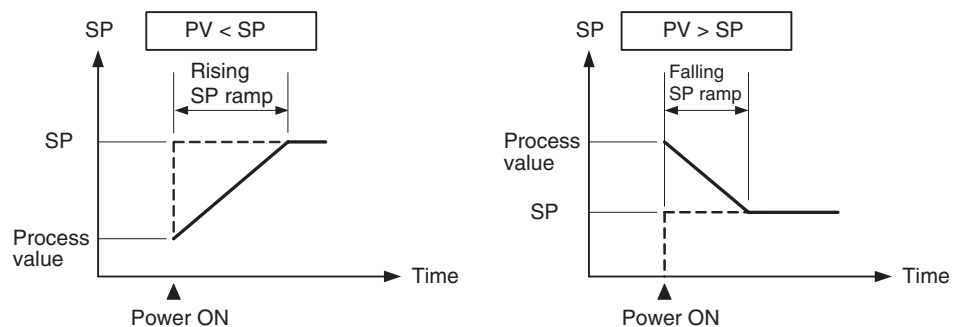 SP
PV < SP
Rising
SP ramp
SP
Process
value
Time
Power ON
SP
PV > SP
Falling
SP ramp
Process
value
SP
Time
Power ON